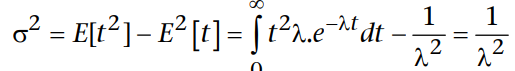 σ² = E[t²] − E²[t] = ∫₀^∞ t²λ.e^(−λt) dt − 1/λ² = 1/λ²